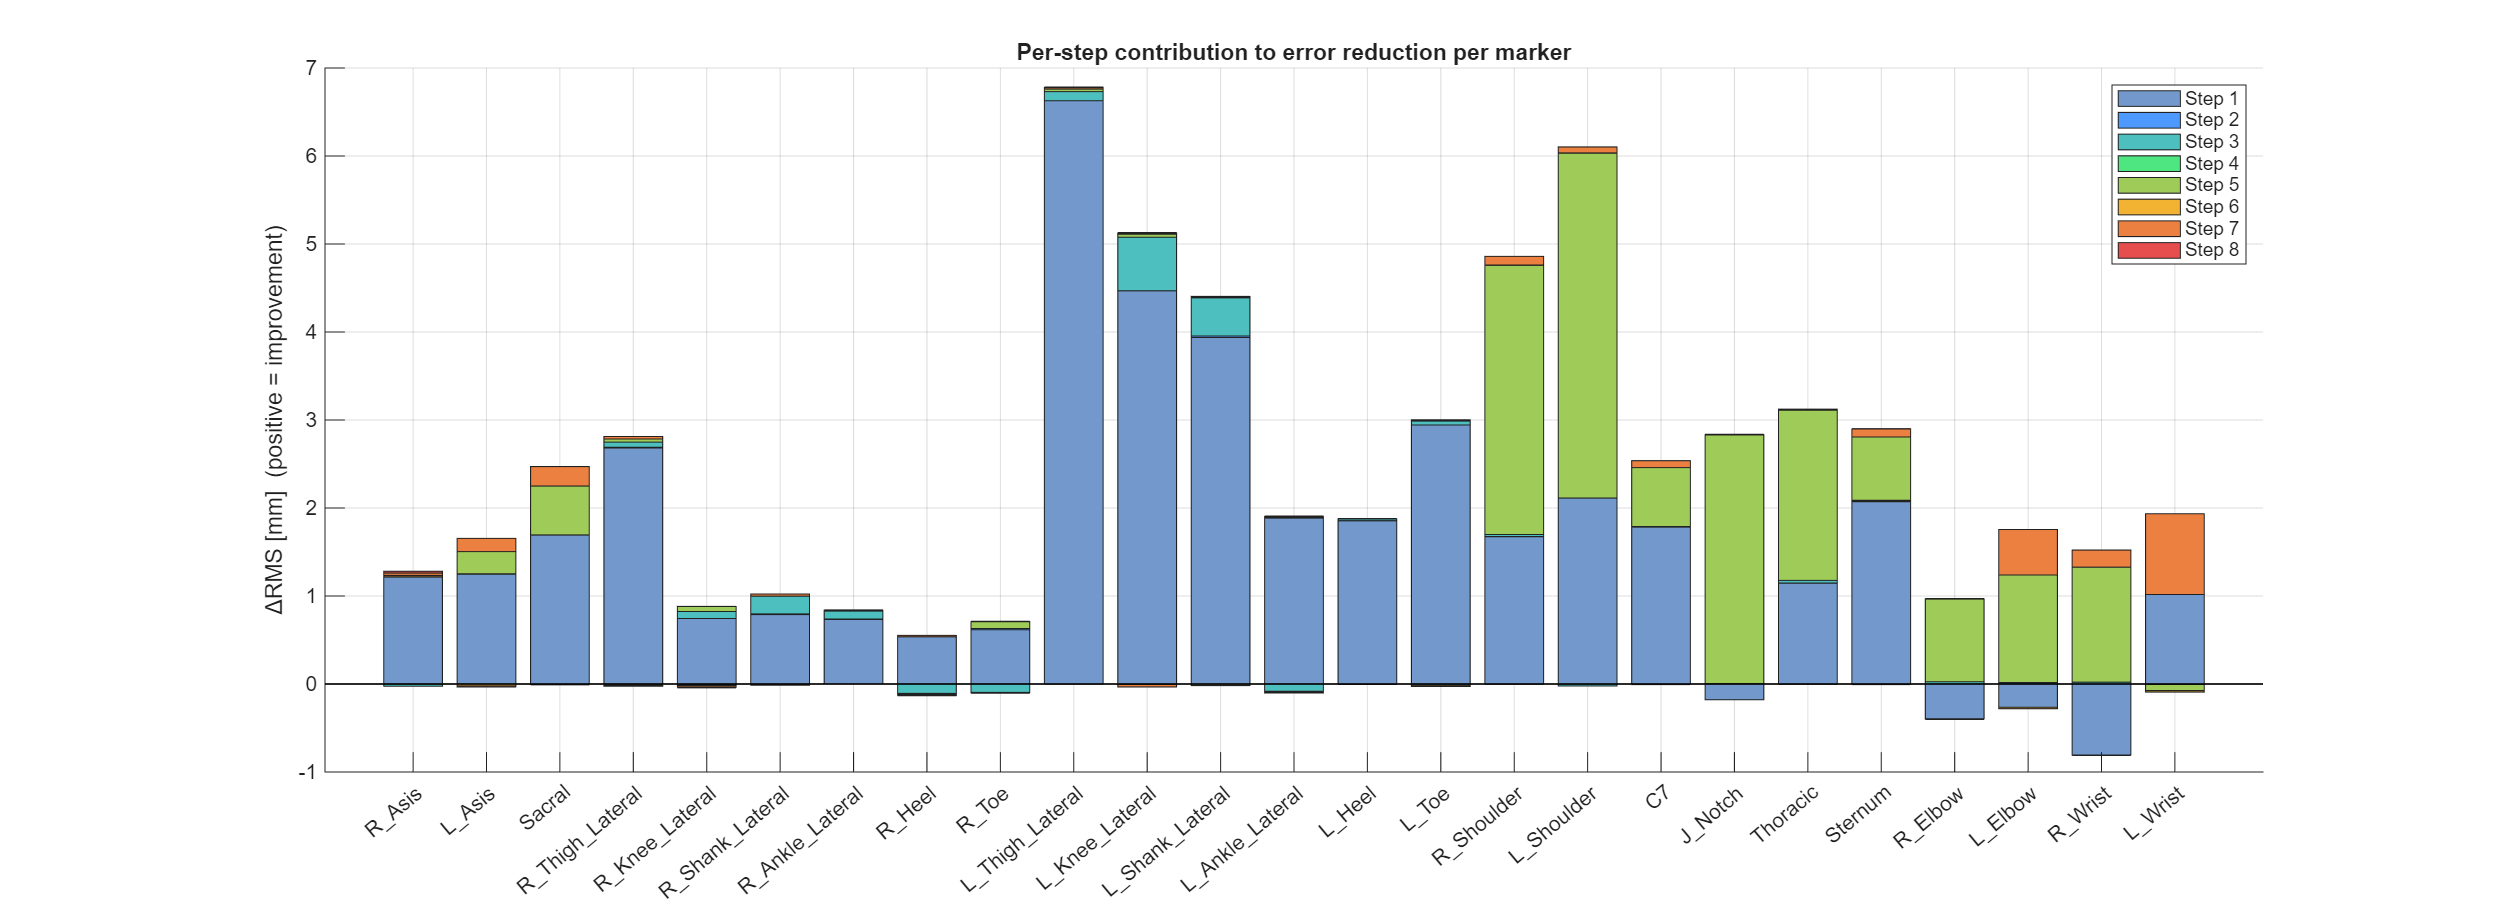 Per-step contribution to error reduction per marker
ΔRMS [mm]  (positive = improvement)
7
6
5
4
3
2
1
0
-1
Step 1
Step 2
Step 3
Step 4
Step 5
Step 6
Step 7
Step 8
R_Asis
L_Asis
Sacral
R_Thigh_Lateral
R_Knee_Lateral
R_Shank_Lateral
R_Ankle_Lateral
R_Heel
R_Toe
L_Thigh_Lateral
L_Knee_Lateral
L_Shank_Lateral
L_Ankle_Lateral
L_Heel
L_Toe
R_Shoulder
L_Shoulder
C7
J_Notch
Thoracic
Sternum
R_Elbow
L_Elbow
R_Wrist
L_Wrist